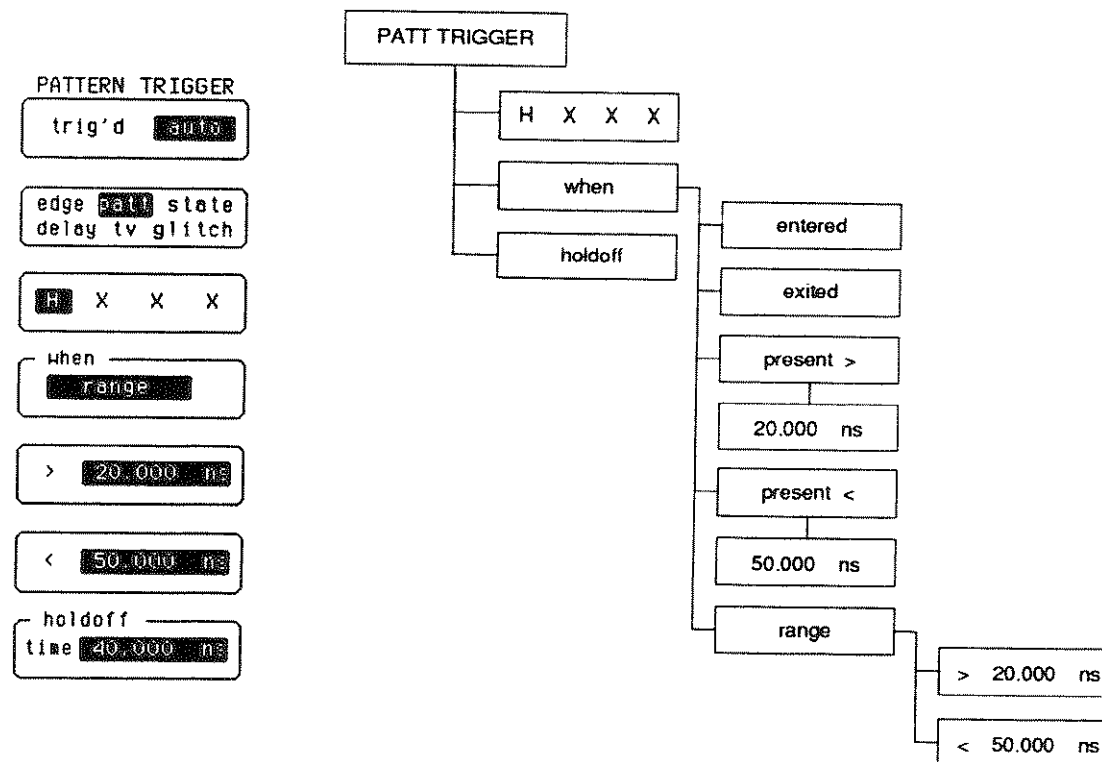 PATTERN TRIGGER
trig'd auto
edge patt state
delay tv glitch
H X X X
when
range
> 20.000 ns
< 50.000 ns
holdoff
time 40.000 ns
PATT TRIGGER
H X X X
when
holdoff
entered
exited
present >
20.000 ns
present <
50.000 ns
range
> 20.000 ns
< 50.000 ns